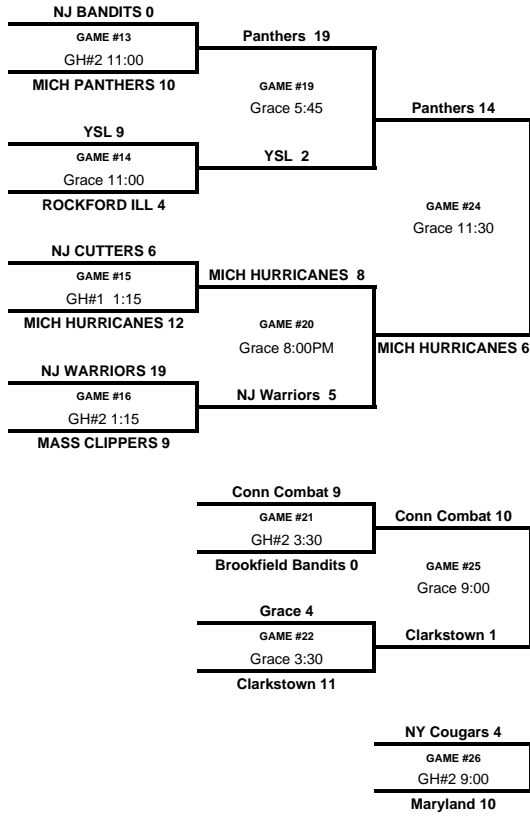 NJ BANDITS 0
GAME #13
GH#2 11:00
MICH PANTHERS 10
Panthers 19
GAME #19
Grace 5:45
YSL 2
YSL 9
GAME #14
Grace 11:00
ROCKFORD ILL 4
Panthers 14
GAME #24
Grace 11:30
MICH HURRICANES 6
NJ CUTTERS 6
GAME #15
GH#1 1:15
MICH HURRICANES 12
MICH HURRICANES 8
GAME #20
Grace 8:00PM
NJ Warriors 5
NJ WARRIORS 19
GAME #16
GH#2 1:15
MASS CLIPPERS 9
Conn Combat 9
GAME #21
GH#2 3:30
Brookfield Bandits 0
Conn Combat 10
GAME #25
Grace 9:00
Clarkstown 1
Grace 4
GAME #22
Grace 3:30
Clarkstown 11
NY Cougars 4
GAME #26
GH#2 9:00
Maryland 10